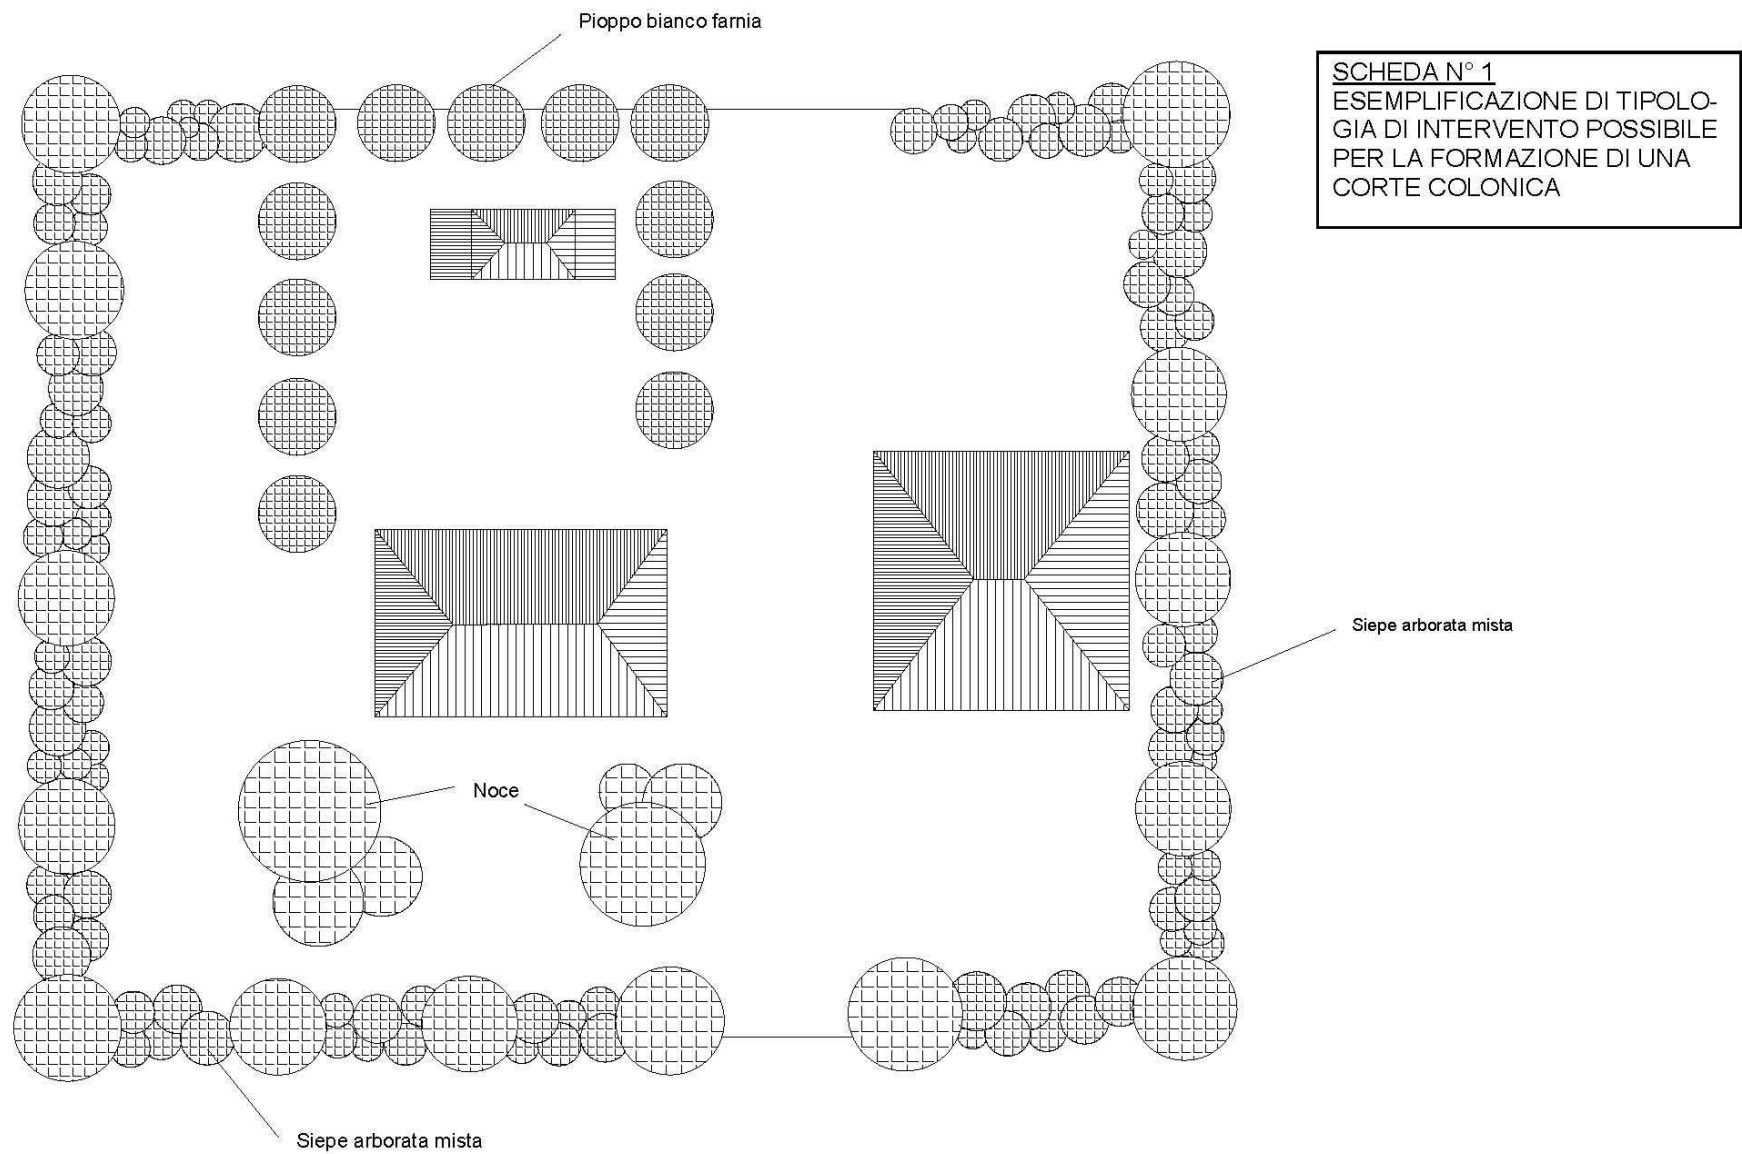 Pioppo bianco farnia
SCHEDA N° 1
ESEMPLIFICAZIONE DI TIPOLO-
GIA DI INTERVENTO POSSIBILE
PER LA FORMAZIONE DI UNA
CORTE COLONICA
Siepe arborata mista
Noce
Siepe arborata mista